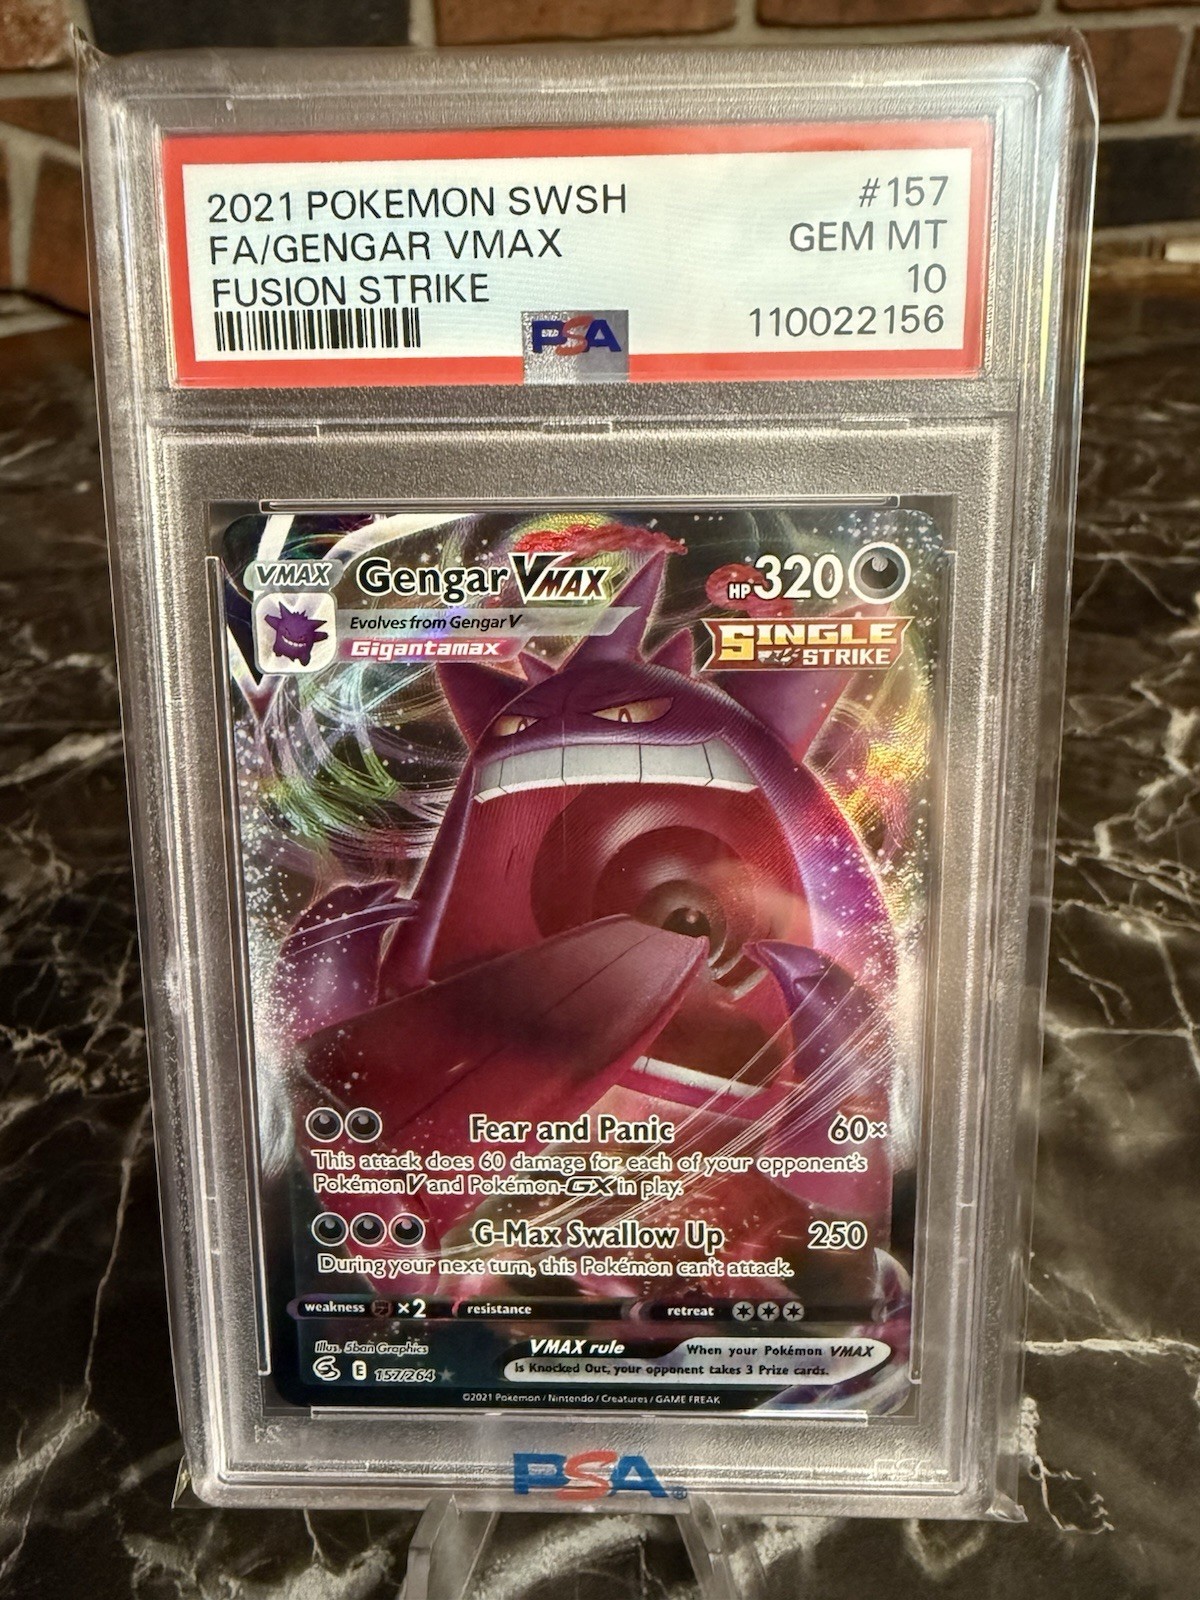 2021 POKEMON SWSH #157
FA/GENGAR VMAX GEM MT
FUSION STRIKE 10
110022156
PSA
VMAX Gengar VMAX HP 320
Evolves from Gengar V
Gigantamax
SINGLE
STRIKE
Fear and Panic 60×
This attack does 60 damage for each of your opponent's
Pokémon V and Pokémon-GX in play.
G-Max Swallow Up 250
During your next turn, this Pokémon can't attack.
weakness ×2 resistance retreat
Illus. 5ban Graphics
E 157/264 ★
VMAX rule When your Pokémon VMAX
is Knocked Out, your opponent takes 3 Prize cards.
©2021 Pokémon / Nintendo / Creatures / GAME FREAK
PSA®